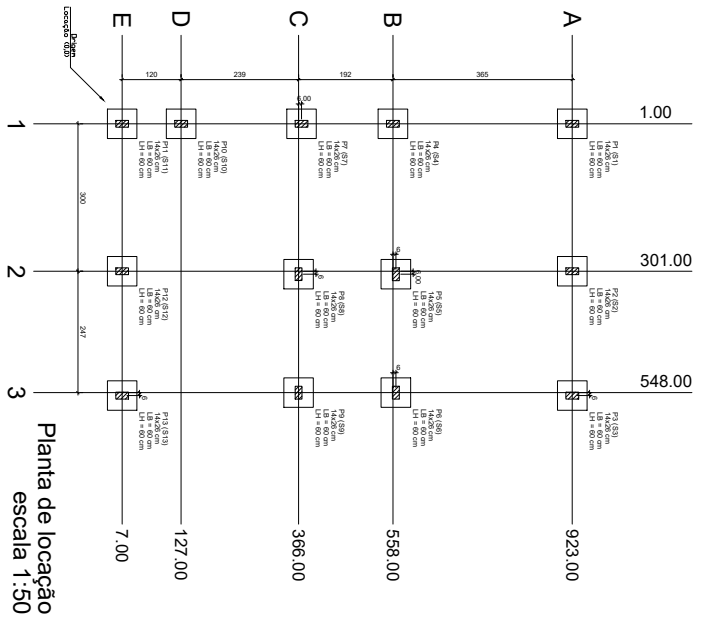 E
D
C
B
A
Origem
Locação (0,0)
120
239
192
365
1
1.00
6.00
P11 (S11)
14x26 cm
LB = 60 cm
LH = 60 cm
P10 (S10)
14x26 cm
LB = 60 cm
LH = 60 cm
P7 (S7)
14x26 cm
LB = 60 cm
LH = 60 cm
P4 (S4)
14x26 cm
LB = 60 cm
LH = 60 cm
P1 (S1)
14x26 cm
LB = 60 cm
LH = 60 cm
300
2
301.00
6
6
6.00
P12 (S12)
14x26 cm
LB = 60 cm
LH = 60 cm
P8 (S8)
14x26 cm
LB = 60 cm
LH = 60 cm
P5 (S5)
14x26 cm
LB = 60 cm
LH = 60 cm
P2 (S2)
14x26 cm
LB = 60 cm
LH = 60 cm
247
3
548.00
6
6
6
P13 (S13)
14x26 cm
LB = 60 cm
LH = 60 cm
P9 (S9)
14x26 cm
LB = 60 cm
LH = 60 cm
P6 (S6)
14x26 cm
LB = 60 cm
LH = 60 cm
P3 (S3)
14x26 cm
LB = 60 cm
LH = 60 cm
7.00
127.00
366.00
558.00
923.00
Planta de locação
escala 1:50